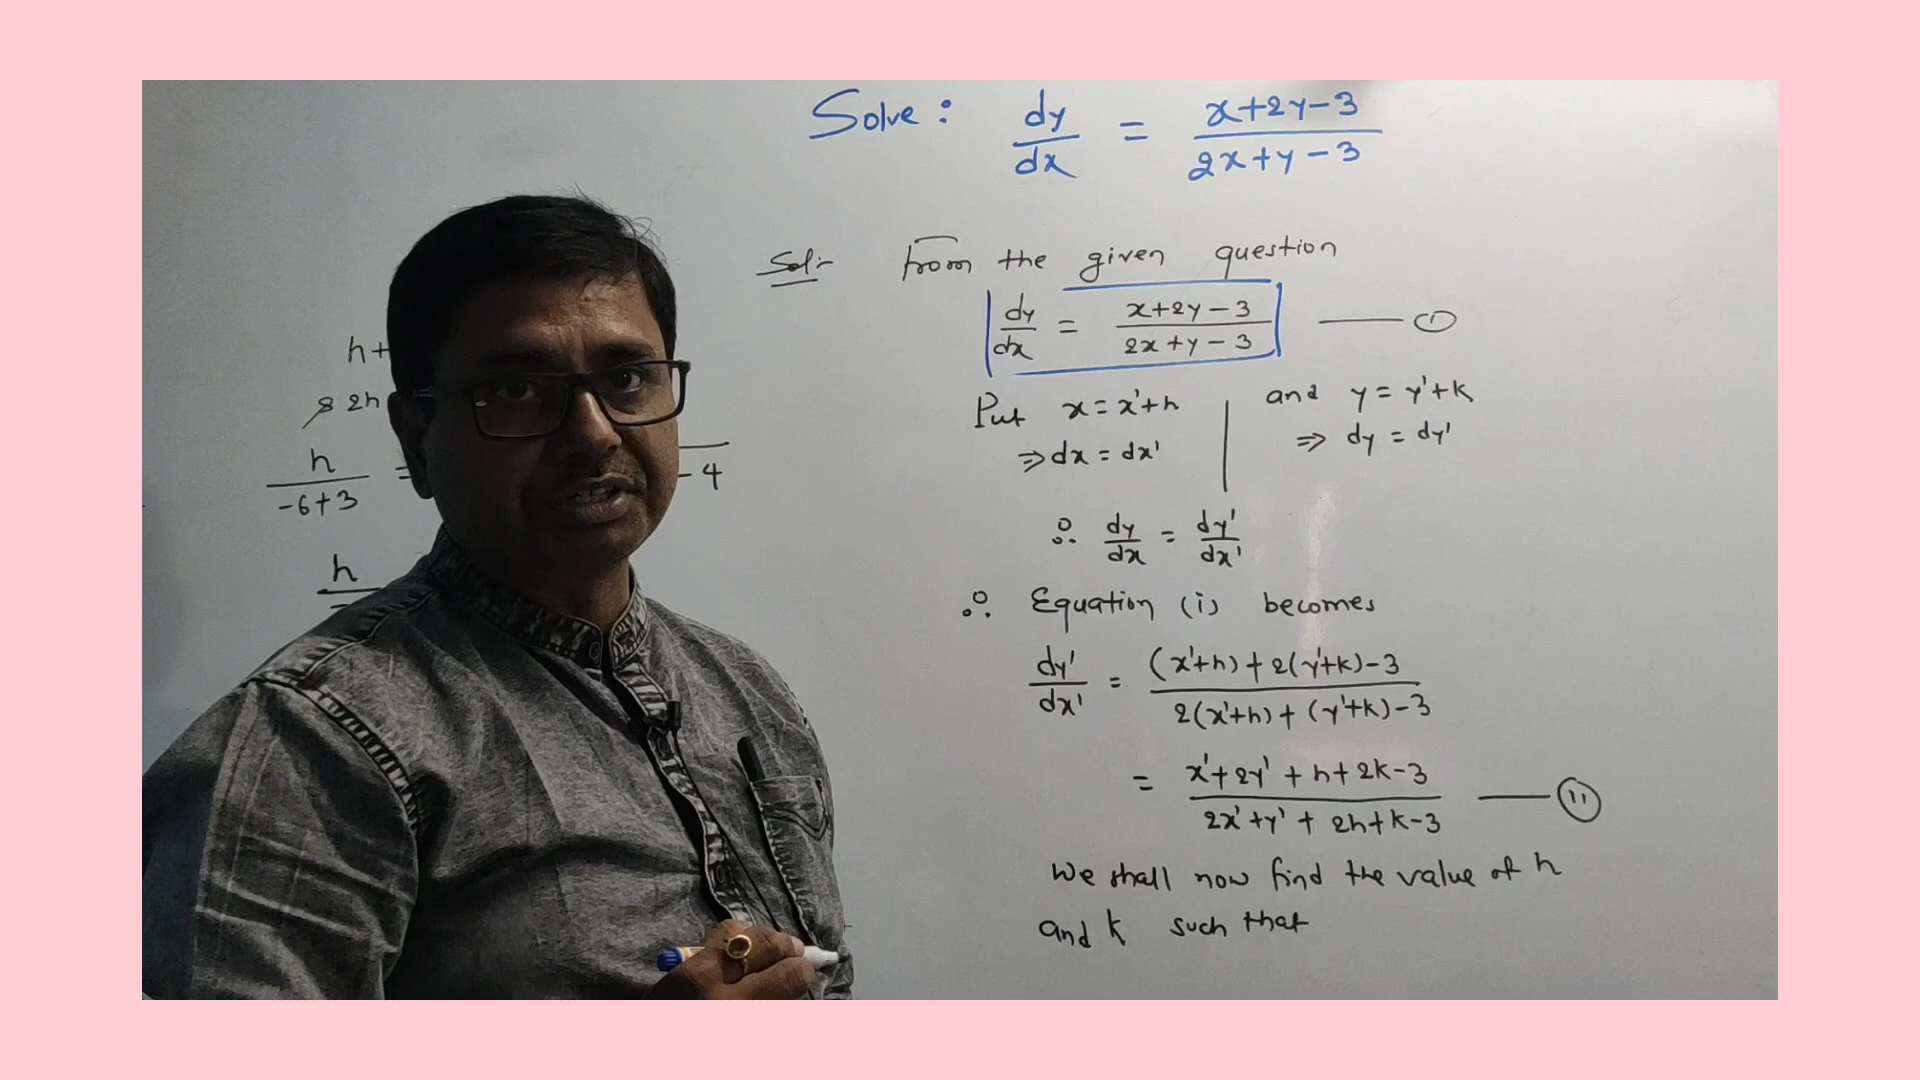 Solve : dy/dx = x+2y-3/2x+y-3
Sol:- From the given question
dy/dx = x+2y-3/2x+y-3 —— (i)
Put x = x'+h | and y = y'+k
⇒ dx = dx' | ⇒ dy = dy'
∴ dy/dx = dy'/dx'
∴ Equation (i) becomes
dy'/dx' = (x'+h) + 2(y'+k)-3/2(x'+h) + (y'+k)-3
= x'+2y' + h+2k-3/2x'+y' + 2h+k-3 —— (ii)
We shall now find the value of h
and k such that
h+
& 2h
h/-6+3 = -4
h